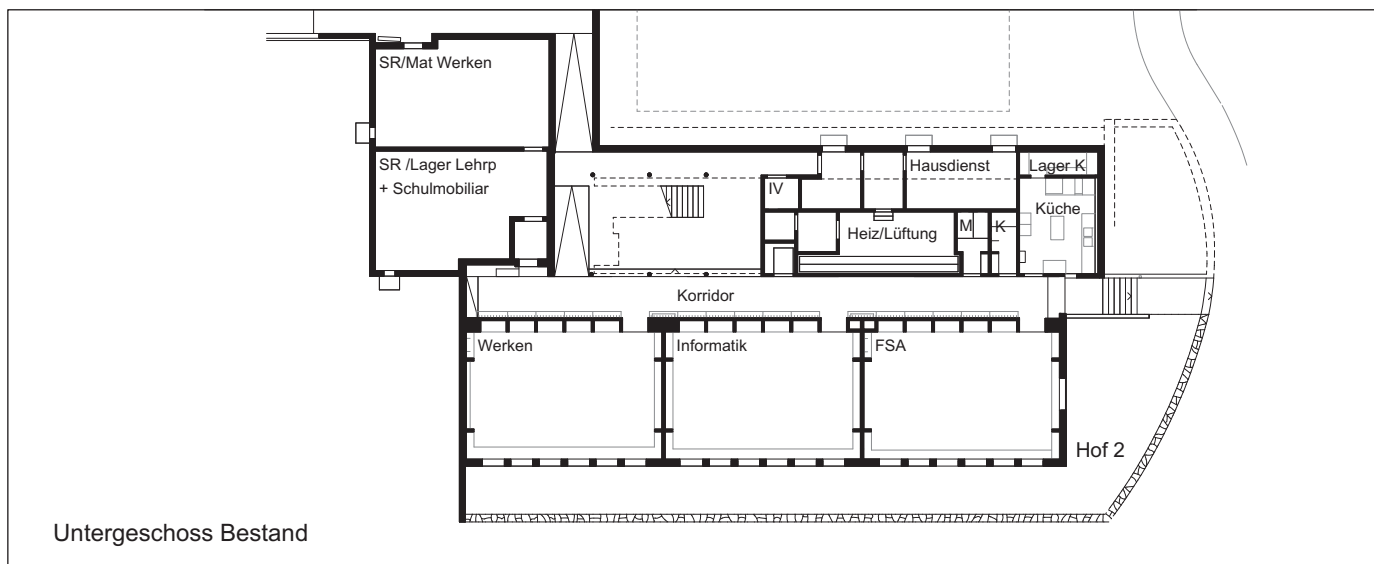 SR/Mat Werken
SR /Lager Lehrp
+ Schulmobiliar
IV
Hausdienst
Lager K
Küche
Heiz/Lüftung
M
K
Korridor
Werken
Informatik
FSA
Hof 2
Untergeschoss Bestand